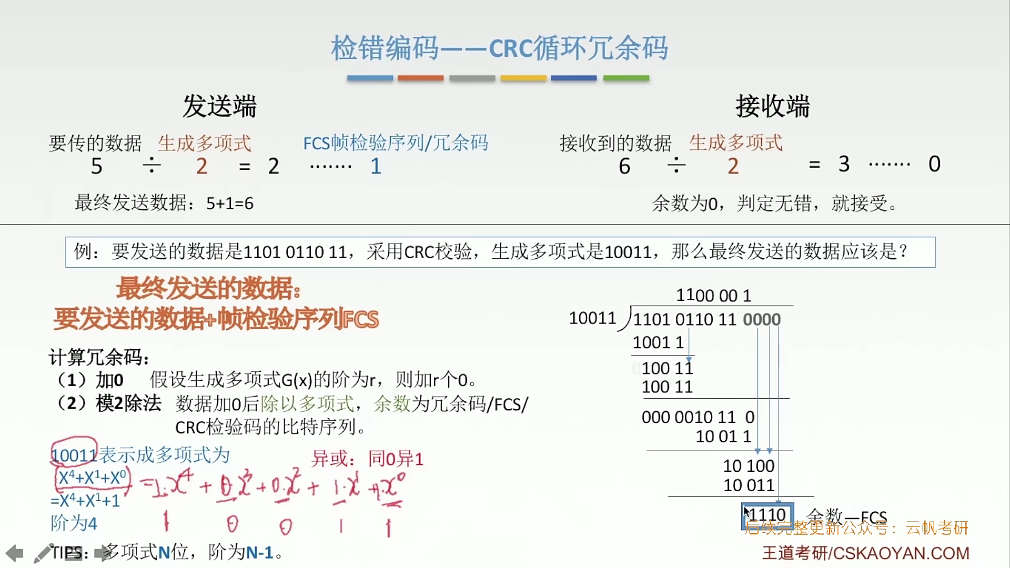 检错编码——CRC循环冗余码
发送端
接收端
要传的数据 生成多项式 FCS帧检验序列/冗余码
5 ÷ 2 = 2 ······· 1
最终发送数据：5+1=6
接收到的数据 生成多项式
6 ÷ 2 = 3 ······· 0
余数为0，判定无错，就接受。
例：要发送的数据是1101 0110 11，采用CRC校验，生成多项式是10011，那么最终发送的数据应该是？
最终发送的数据：
要发送的数据+帧检验序列FCS
计算冗余码：
（1）加0 假设生成多项式G(x)的阶为r，则加r个0。
（2）模2除法 数据加0后除以多项式，余数为冗余码/FCS/
CRC检验码的比特序列。
10011表示成多项式为
X⁴+X¹+X⁰
=X⁴+X¹+1
阶为4
异或：同0异1
=1·x⁴ + 0·x³ + 0·x² + 1·x¹ + 1·x⁰
1 0 0 1 1
TIPS：多项式N位，阶为N-1。
1100 00 1
10011
1101 0110 11 0000
1001 1
100 11
100 11
000 0010 11 0
10 01 1
10 100
10 011
1110 余数—FCS
后续完整更新公众号：云帆考研
王道考研/CSKAOYAN.COM